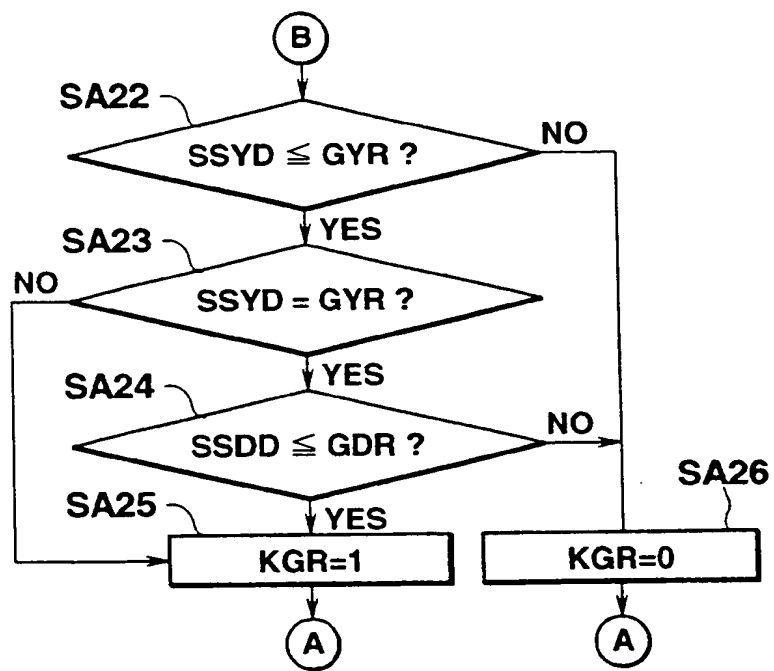 B
SA22
SSYD ≦ GYR ?
NO
YES
SA23
NO
SSYD = GYR ?
YES
SA24
SSDD ≦ GDR ?
NO
YES
SA25
KGR=1
SA26
KGR=0
A
A